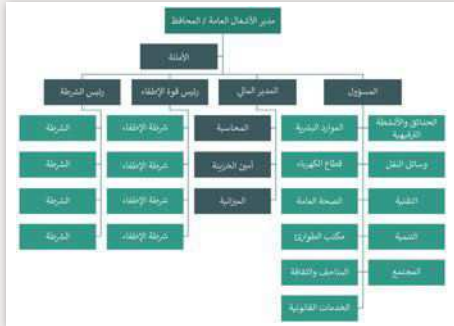 مدير الأشغال العامة / المحافظ
الأمانة
المسؤول
المدير المالي
رئيس قوة الإطفاء
رئيس الشرطة
الحدائق والأنشطة
الترفيهية
الموارد البشرية
المحاسبة
شرطة الإطفاء
الشرطة
وسائل النقل
قطاع الكهرباء
أمين الخزينة
شرطة الإطفاء
الشرطة
التقنية
الصحة العامة
الميزانية
شرطة الإطفاء
الشرطة
التنمية
مكتب الطوارئ
شرطة الإطفاء
الشرطة
المجتمع
المتاحف والثقافة
الخدمات القانونية